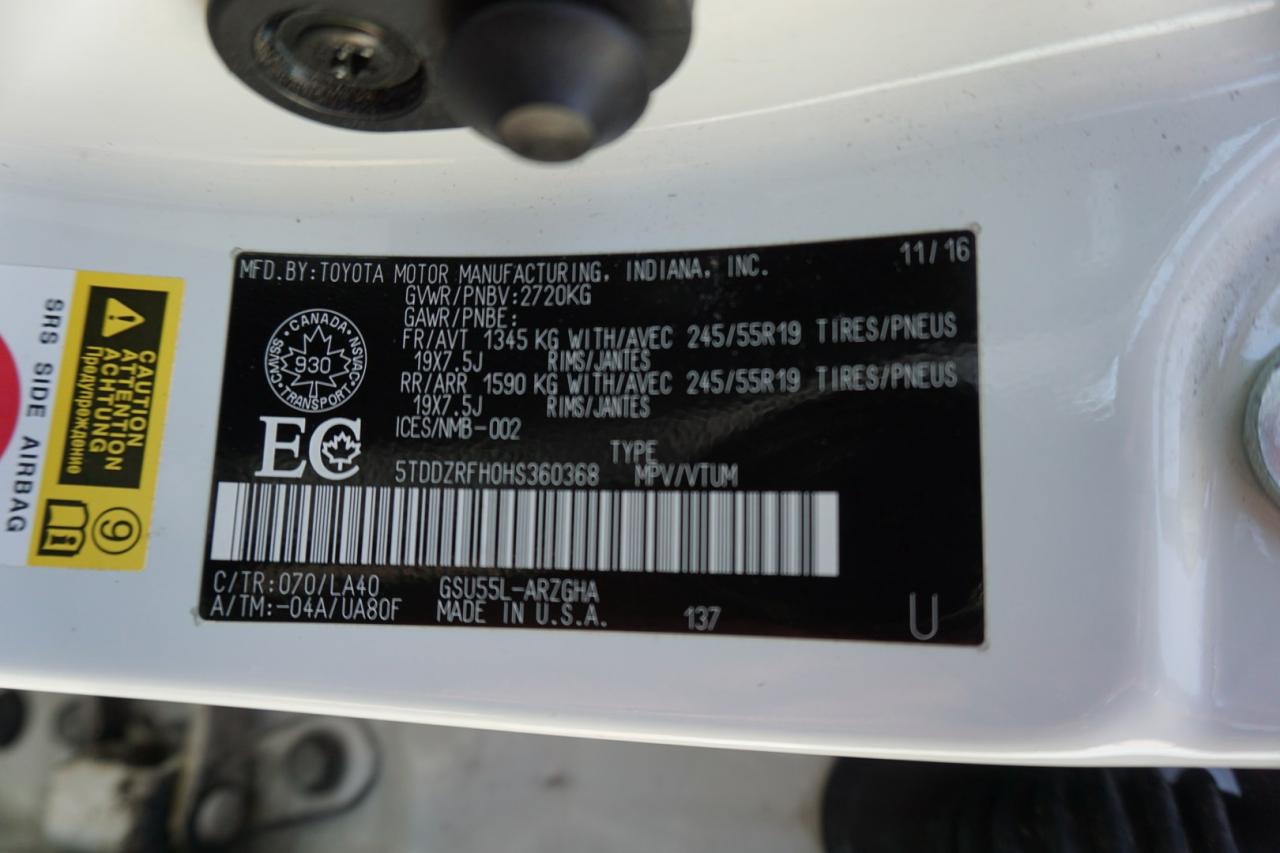 MFD.BY:TOYOTA MOTOR MANUFACTURING, INDIANA, INC. 11/16
GVWR/PNBV:2720KG
GAWR/PNBE:
FR/AVT 1345 KG WITH/AVEC 245/55R19 TIRES/PNEUS
19X7.5J RIMS/JANTES
RR/ARR 1590 KG WITH/AVEC 245/55R19 TIRES/PNEUS
19X7.5J RIMS/JANTES
ICES/NMB-002
TYPE
5TDDZRFH0HS360368 MPV/VTUM
CANADA
CMVSS 930 NSVAC
TRANSPORT
EC
C/TR:070/LA40 GSU55L-ARZGHA
A/TM:-04A/UA80F MADE IN U.S.A. 137 U
CAUTION
ATTENTION
ACHTUNG
Предупреждение
9
SRS SIDE AIRBAG